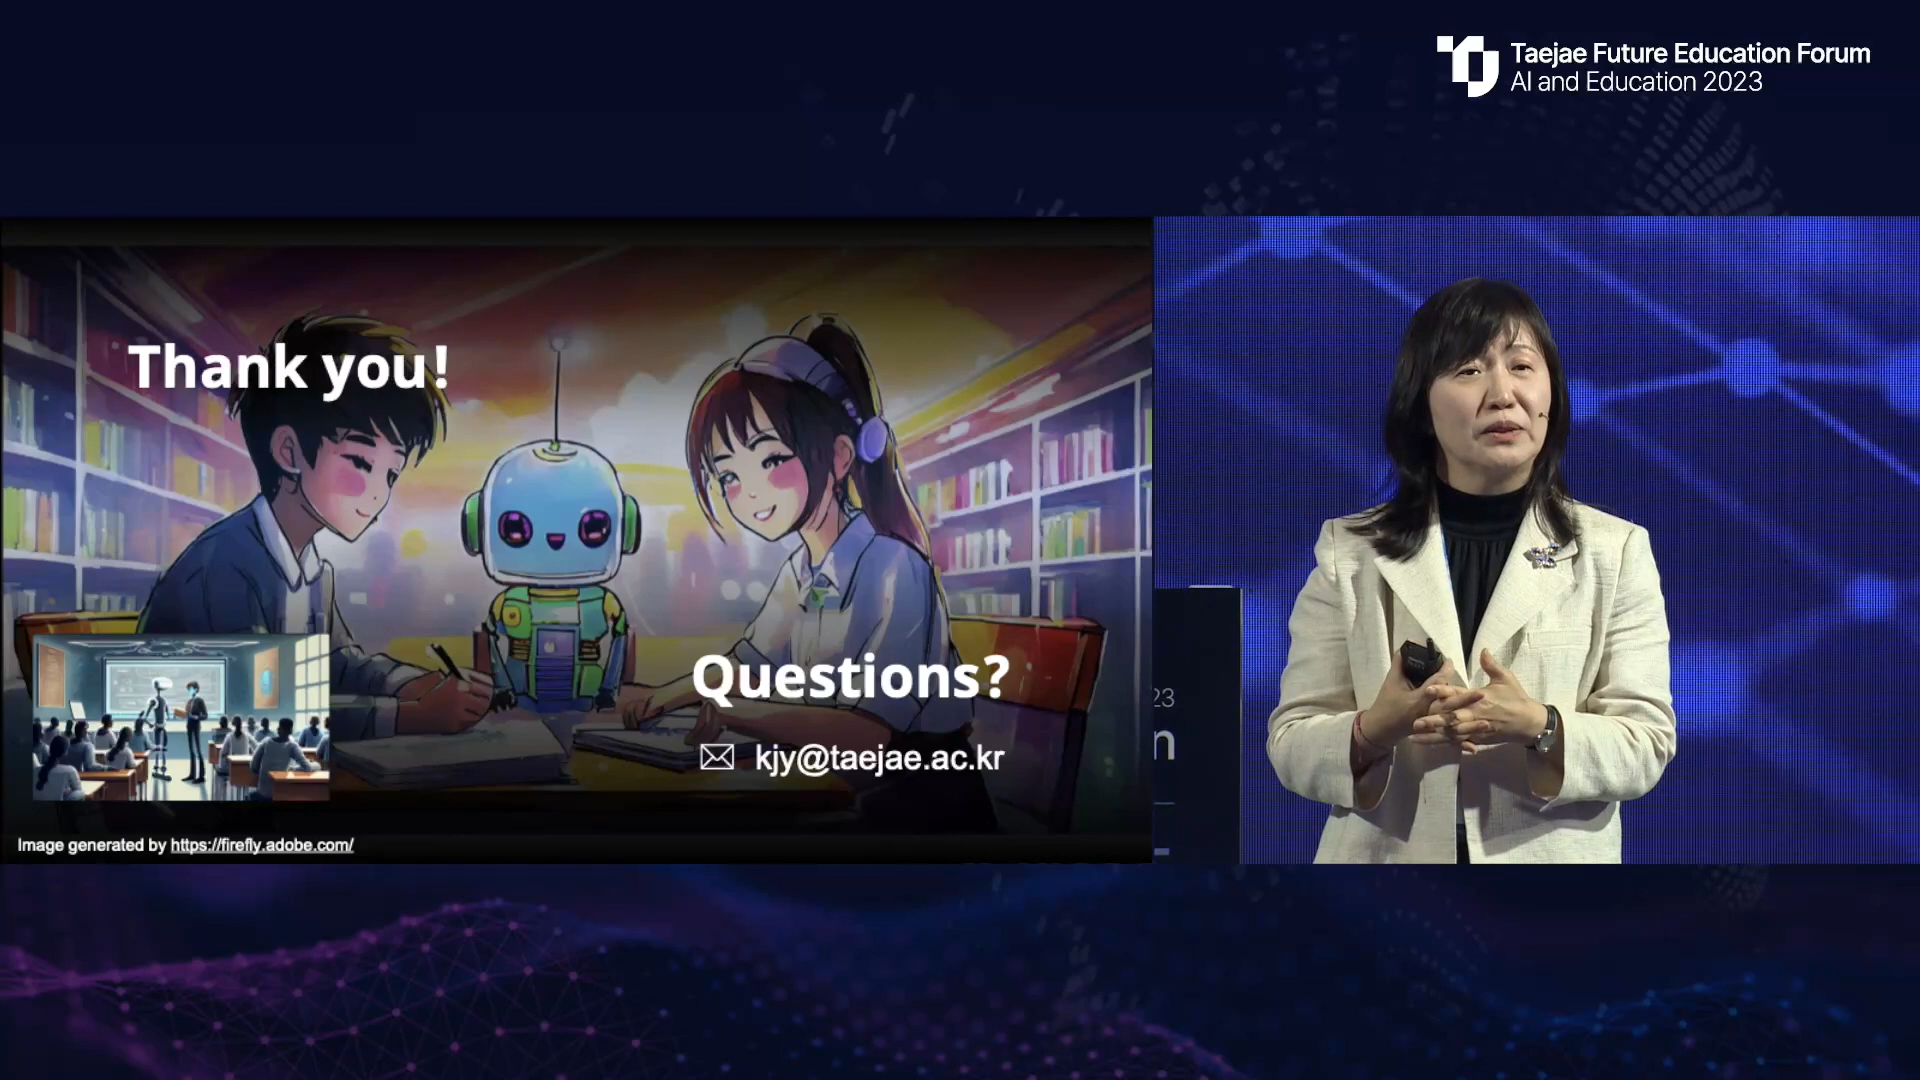 Taejae Future Education Forum
AI and Education 2023
Thank you!
Questions?
kjy@taejae.ac.kr
Image generated by https://firefly.adobe.com/
23
n